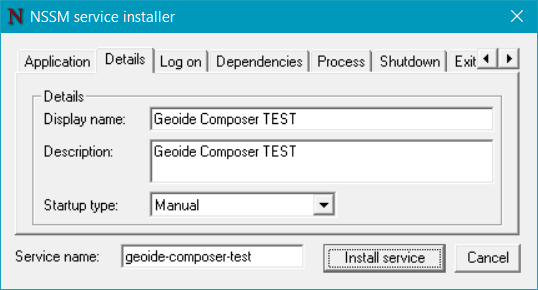 N NSSM service installer
Application Details Log on Dependencies Process Shutdown Exit
Details
Display name: Geoide Composer TEST
Description: Geoide Composer TEST
Startup type: Manual
Service name: geoide-composer-test Install service Cancel